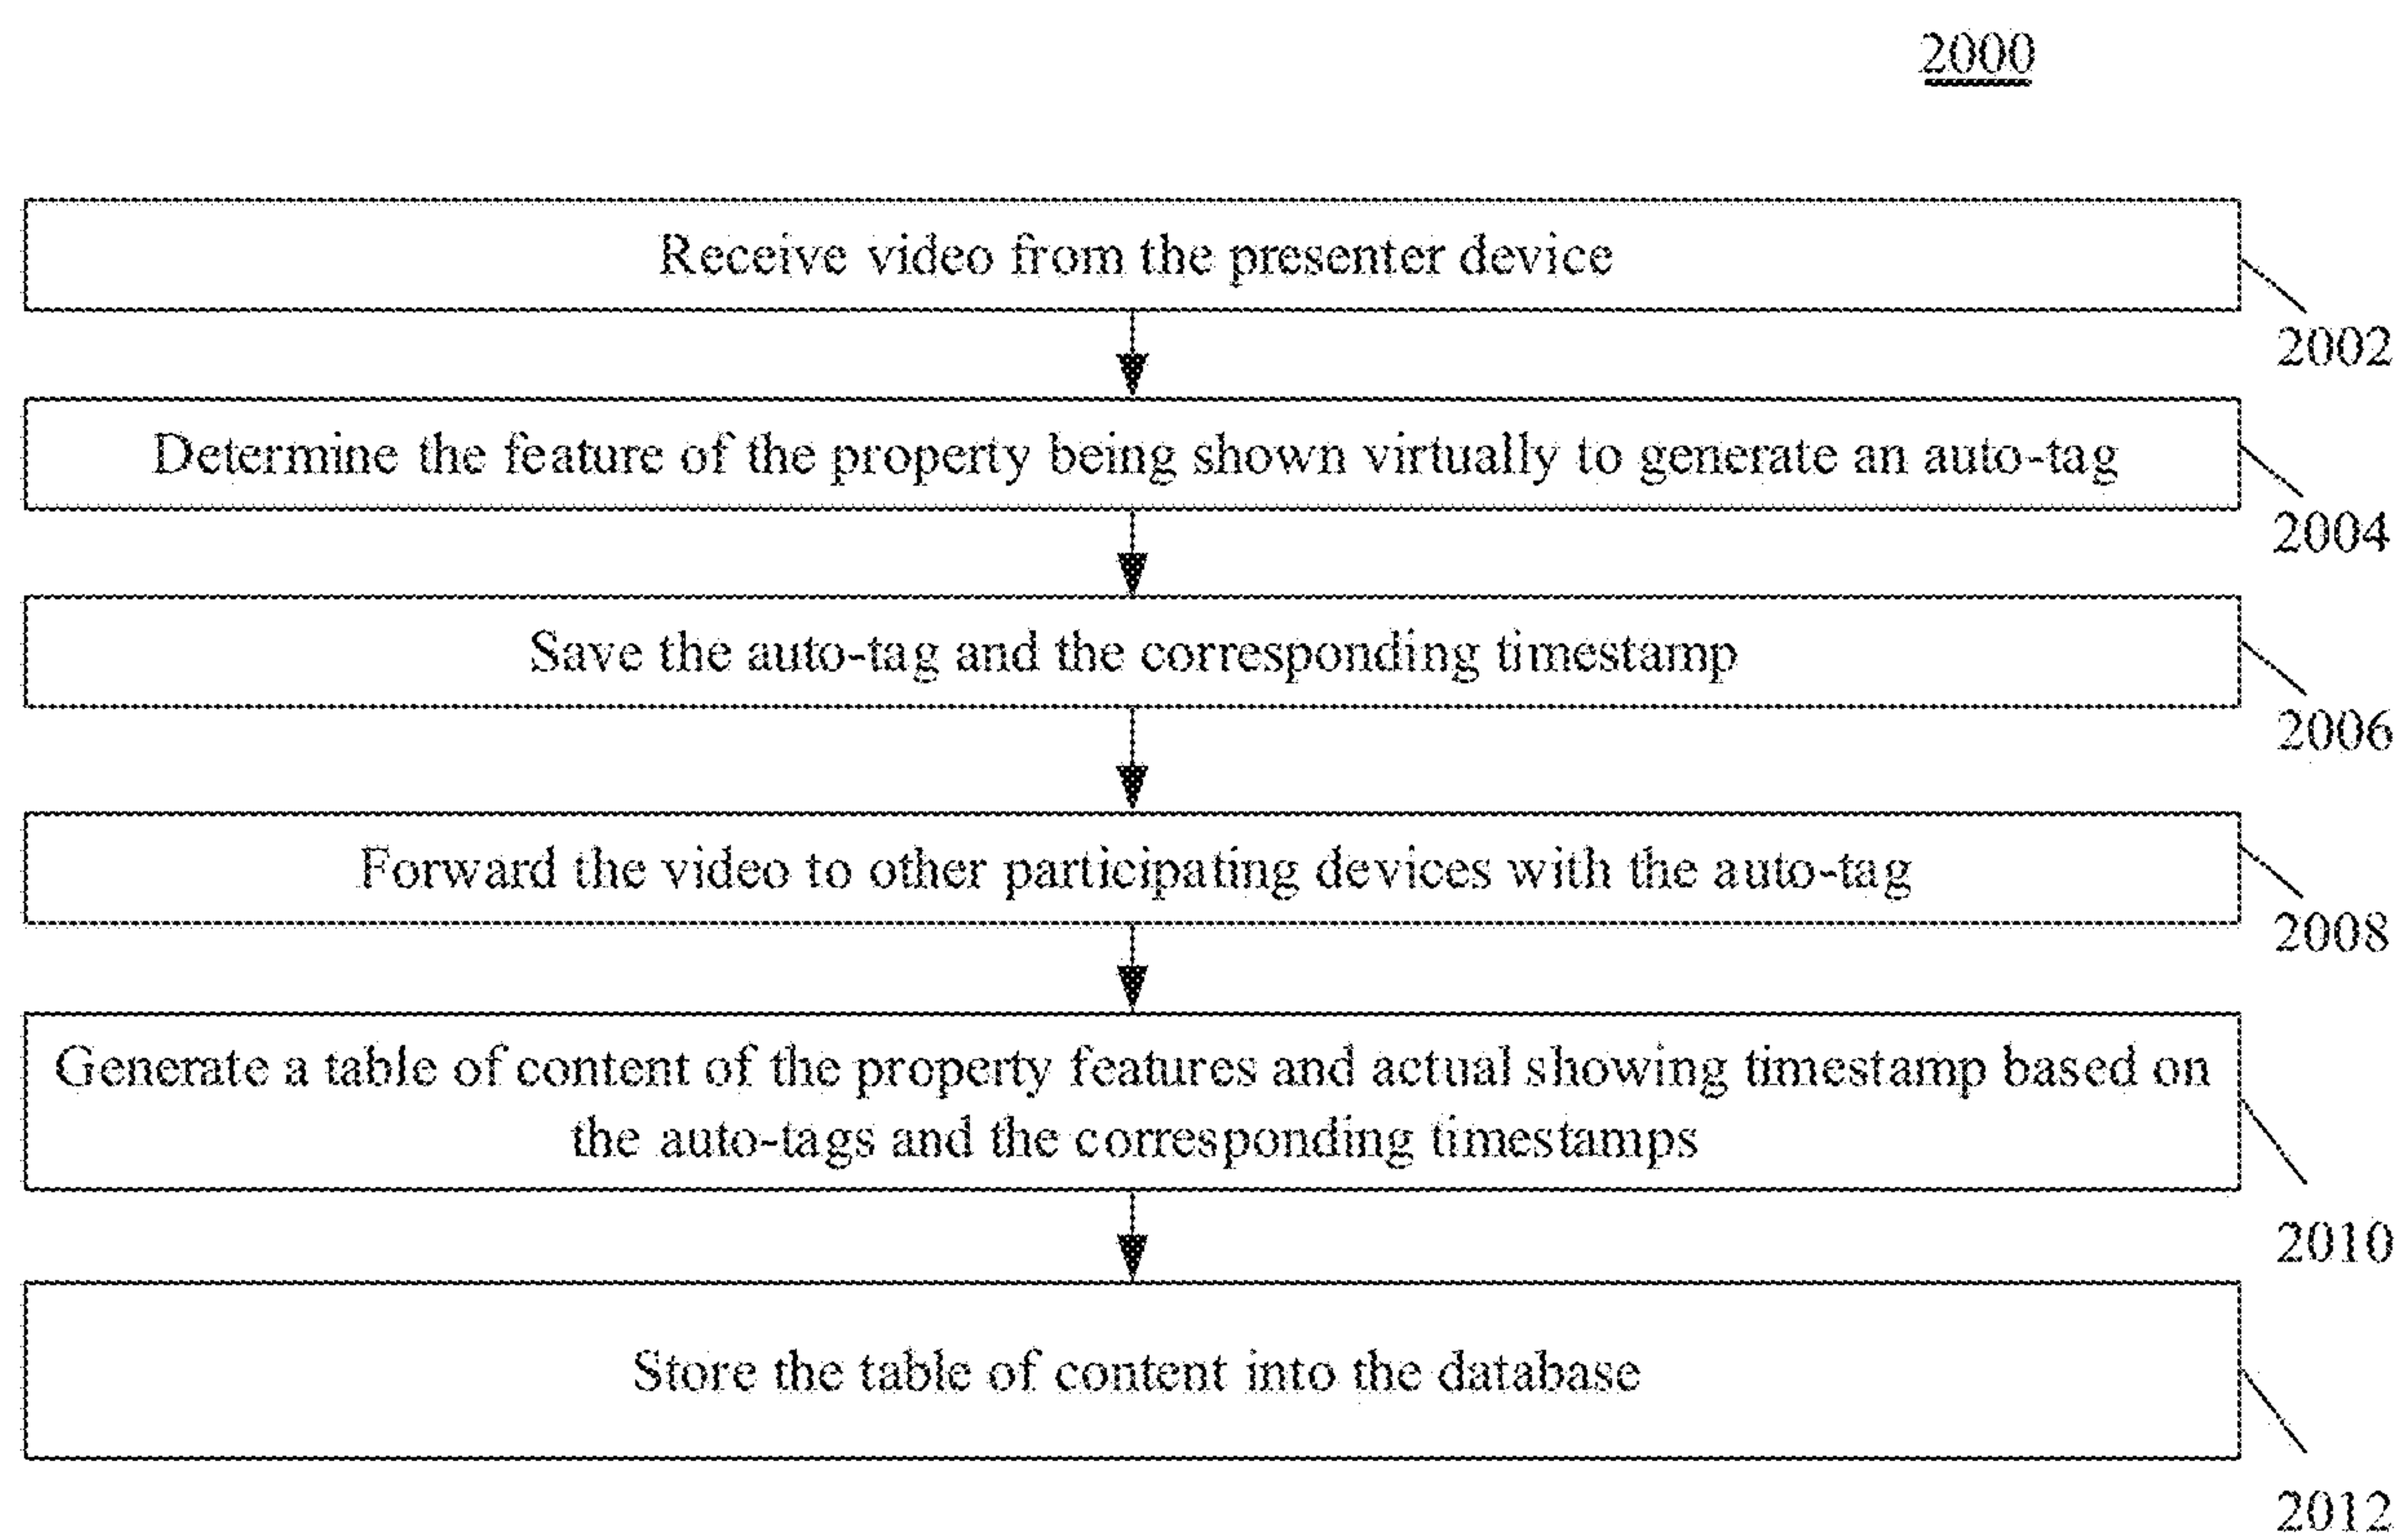 2000
Receive video from the presenter device
2002
Determine the feature of the property being shown virtually to generate an auto-tag
2004
Save the auto-tag and the corresponding timestamp
2006
Forward the video to other participating devices with the auto-tag
2008
Generate a table of content of the property features and actual showing timestamp based on
the auto-tags and the corresponding timestamps
2010
Store the table of content into the database
2012